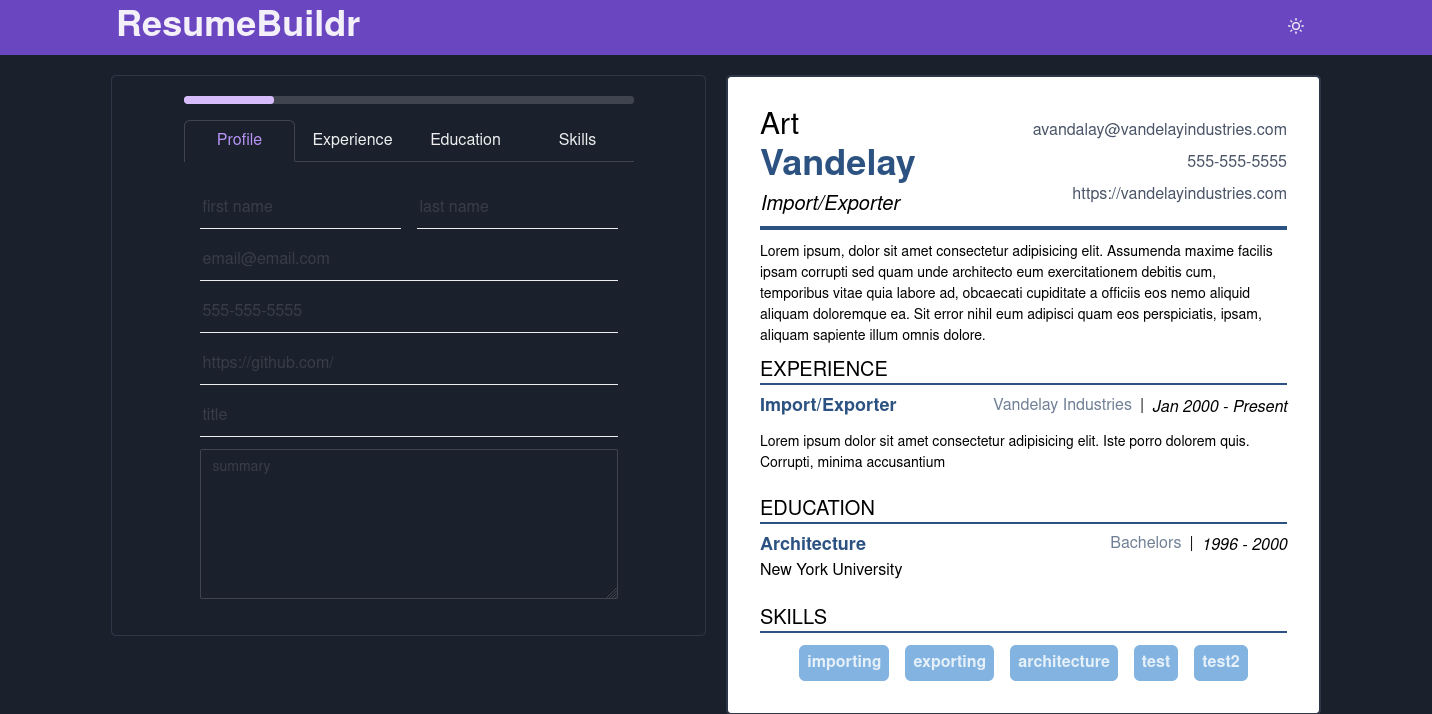 ResumeBuildr
Profile Experience Education Skills
first name last name
email@email.com
555-555-5555
https://github.com/
title
summary
Art
Vandelay
Import/Exporter
avandalay@vandelayindustries.com
555-555-5555
https://vandelayindustries.com
Lorem ipsum, dolor sit amet consectetur adipisicing elit. Assumenda maxime facilis
ipsam corrupti sed quam unde architecto eum exercitationem debitis cum,
temporibus vitae quia labore ad, obcaecati cupiditate a officiis eos nemo aliquid
aliquam doloremque ea. Sit error nihil eum adipisci quam eos perspiciatis, ipsam,
aliquam sapiente illum omnis dolore.
EXPERIENCE
Import/Exporter Vandelay Industries | Jan 2000 - Present
Lorem ipsum dolor sit amet consectetur adipisicing elit. Iste porro dolorem quis.
Corrupti, minima accusantium
EDUCATION
Architecture Bachelors | 1996 - 2000
New York University
SKILLS
importing exporting architecture test test2